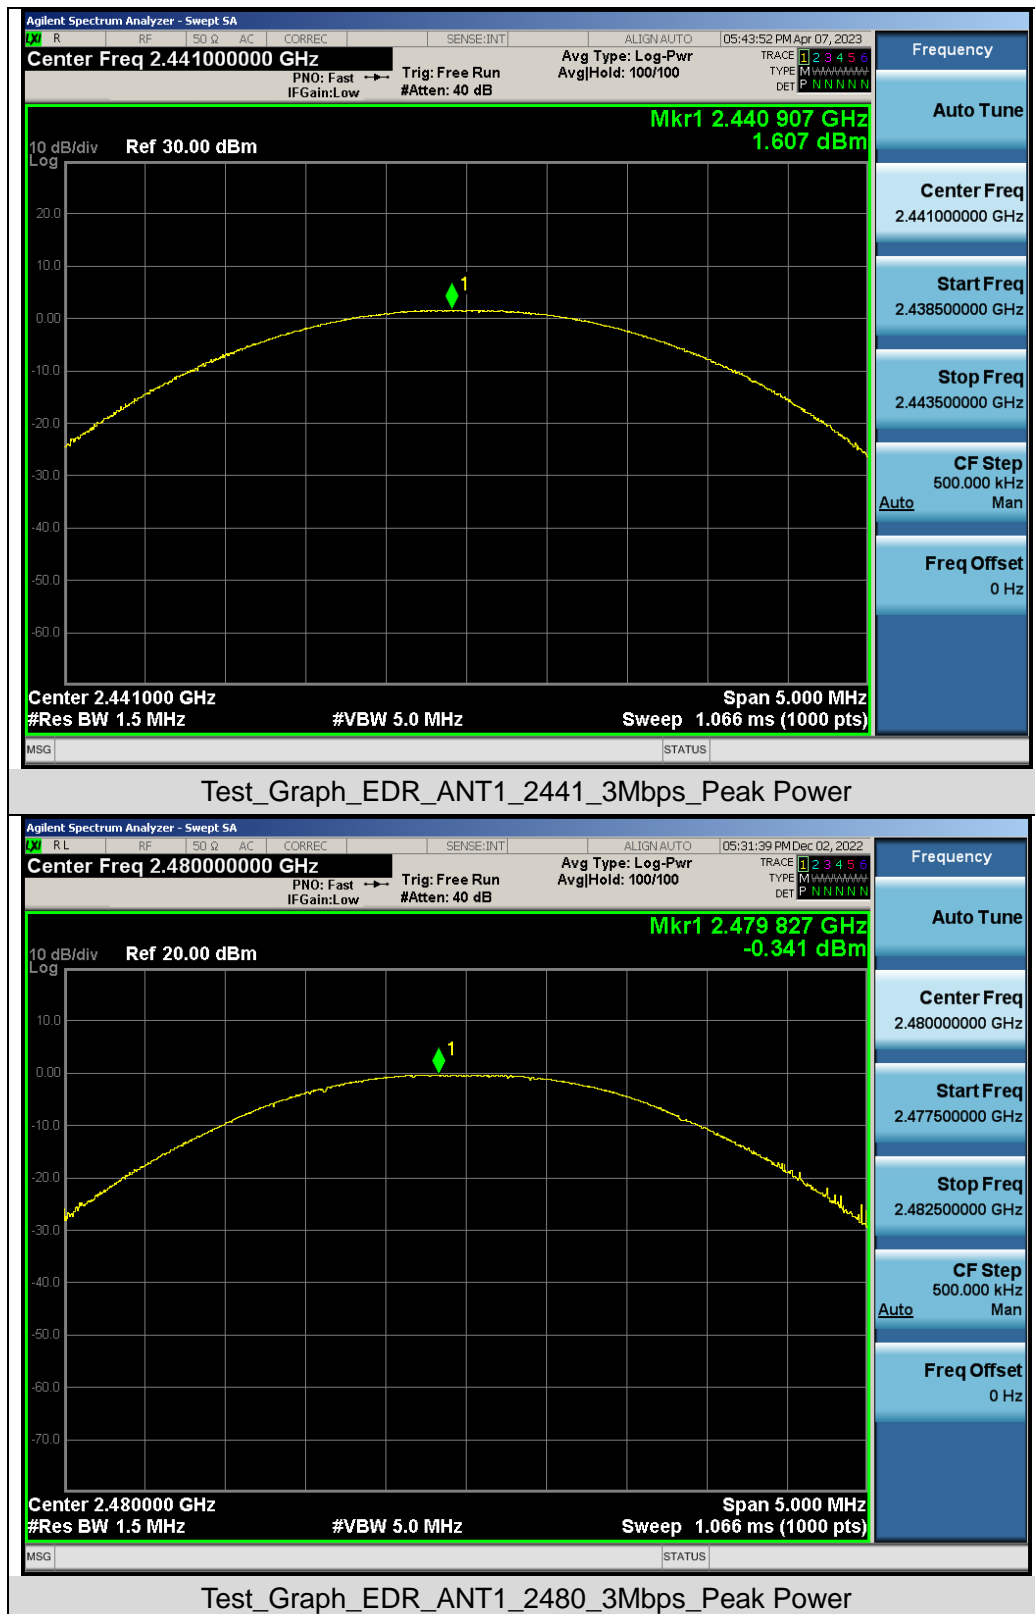 Agilent Spectrum Analyzer - Swept SA
LXI R RF 50 Ω AC CORREC SENSE:INT ALIGN AUTO 05:43:52 PM Apr 07, 2023
Center Freq 2.441000000 GHz
PNO: Fast
IFGain:Low
Trig: Free Run
#Atten: 40 dB
Avg Type: Log-Pwr
Avg|Hold: 100/100
TRACE 1 2 3 4 5 6
TYPE M WWWWW
DET P N N N N N
Mkr1 2.440 907 GHz
1.607 dBm
10 dB/div Ref 30.00 dBm
Log
20.0
10.0
1
0.00
-10.0
-20.0
-30.0
-40.0
-50.0
-60.0
Center 2.441000 GHz Span 5.000 MHz
#Res BW 1.5 MHz #VBW 5.0 MHz Sweep 1.066 ms (1000 pts)
MSG STATUS
Frequency
Auto Tune
Center Freq
2.441000000 GHz
Start Freq
2.438500000 GHz
Stop Freq
2.443500000 GHz
CF Step
500.000 kHz
Auto Man
Freq Offset
0 Hz
Test_Graph_EDR_ANT1_2441_3Mbps_Peak Power
Agilent Spectrum Analyzer - Swept SA
LXI R L RF 50 Ω AC CORREC SENSE:INT ALIGN AUTO 05:31:39 PM Dec 02, 2022
Center Freq 2.480000000 GHz
PNO: Fast
IFGain:Low
Trig: Free Run
#Atten: 40 dB
Avg Type: Log-Pwr
Avg|Hold: 100/100
TRACE 1 2 3 4 5 6
TYPE M WWWWW
DET P N N N N N
Mkr1 2.479 827 GHz
-0.341 dBm
10 dB/div Ref 20.00 dBm
Log
10.0
1
0.00
-10.0
-20.0
-30.0
-40.0
-50.0
-60.0
-70.0
Center 2.480000 GHz Span 5.000 MHz
#Res BW 1.5 MHz #VBW 5.0 MHz Sweep 1.066 ms (1000 pts)
MSG STATUS
Frequency
Auto Tune
Center Freq
2.480000000 GHz
Start Freq
2.477500000 GHz
Stop Freq
2.482500000 GHz
CF Step
500.000 kHz
Auto Man
Freq Offset
0 Hz
Test_Graph_EDR_ANT1_2480_3Mbps_Peak Power